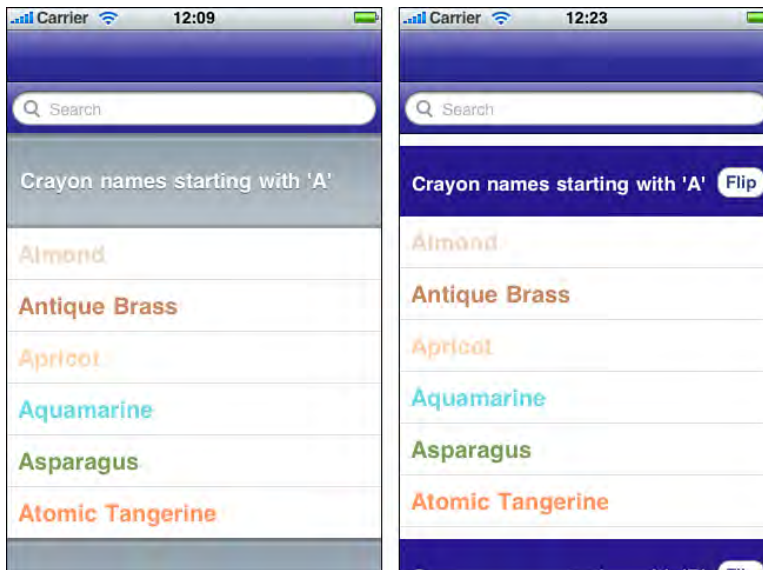 Carrier 12:09
Search
Crayon names starting with 'A'
Almond
Antique Brass
Apricot
Aquamarine
Asparagus
Atomic Tangerine
Carrier 12:23
Search
Crayon names starting with 'A' Flip
Almond
Antique Brass
Apricot
Aquamarine
Asparagus
Atomic Tangerine